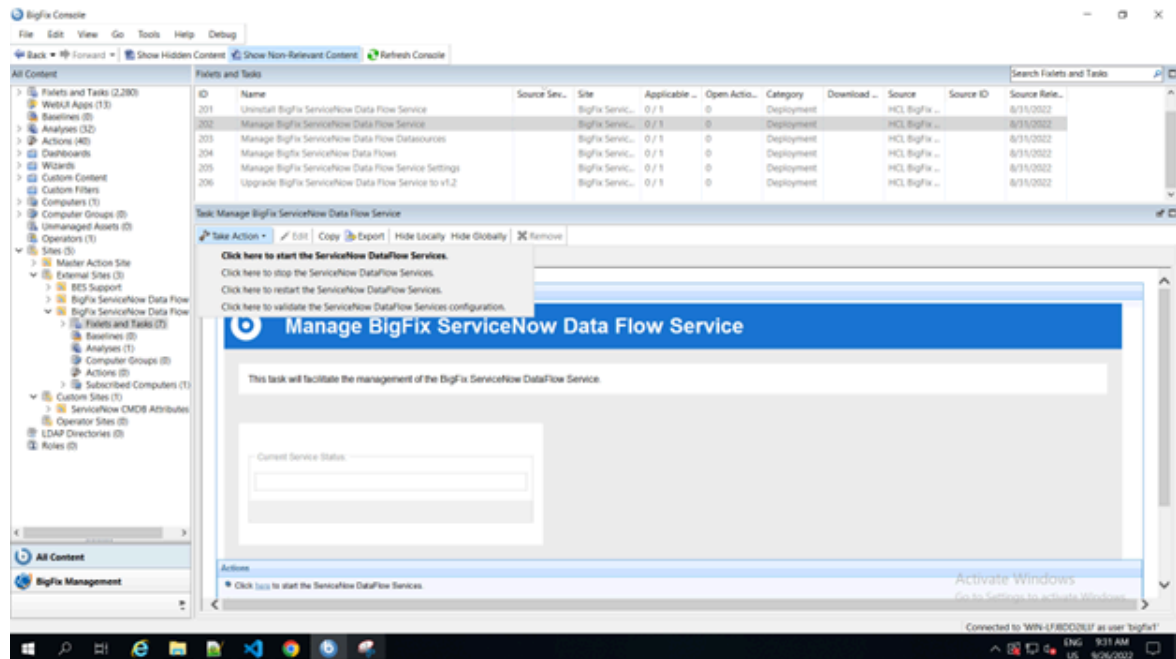 BigFix Console
File Edit View Go Tools Help Debug
Back Forward Show Hidden Content Show Non-Relevant Content Refresh Console
All Content
Fixlets and Tasks (2,280)
WebUI Apps (13)
Baselines (0)
Analyses (32)
Actions (40)
Dashboards
Wizards
Custom Content
Custom Filters
Computers (1)
Computer Groups (0)
Unmanaged Assets (0)
Operators (1)
Sites (5)
Master Action Site
External Sites (3)
BES Support
BigFix ServiceNow Data Flow
BigFix ServiceNow Data Flow
Fixlets and Tasks (7)
Baselines (0)
Analyses (1)
Computer Groups (0)
Actions (0)
Subscribed Computers (1)
Custom Sites (1)
ServiceNow CMDB Attributes
Operator Sites (0)
LDAP Directories (0)
Roles (0)
All Content
BigFix Management
Fixlets and Tasks Search Fixlets and Tasks
ID Name Source Sev... Site Applicable ... Open Actio... Category Download ... Source Source ID Source Rele...
201 Uninstall BigFix ServiceNow Data Flow Service BigFix Servic... 0 / 1 0 Deployment HCL BigFix ... 8/31/2022
202 Manage BigFix ServiceNow Data Flow Service BigFix Servic... 0 / 1 0 Deployment HCL BigFix ... 8/31/2022
203 Manage BigFix ServiceNow Data Flow Datasources BigFix Servic... 0 / 1 0 Deployment HCL BigFix ... 8/31/2022
204 Manage BigFix ServiceNow Data Flows BigFix Servic... 0 / 1 0 Deployment HCL BigFix ... 8/31/2022
205 Manage BigFix ServiceNow Data Flow Service Settings BigFix Servic... 0 / 1 0 Deployment HCL BigFix ... 8/31/2022
206 Upgrade BigFix ServiceNow Data Flow Service to v1.2 BigFix Servic... 0 / 1 0 Deployment HCL BigFix ... 8/31/2022
Task: Manage BigFix ServiceNow Data Flow Service
Take Action Edit Copy Export Hide Locally Hide Globally Remove
Click here to start the ServiceNow DataFlow Services.
Click here to stop the ServiceNow DataFlow Services.
Click here to restart the ServiceNow DataFlow Services.
Click here to validate the ServiceNow DataFlow Services configuration.
Manage BigFix ServiceNow Data Flow Service
This task will facilitate the management of the BigFix ServiceNow DataFlow Service.
Current Service Status:
Actions
Click here to start the ServiceNow DataFlow Services.
Activate Windows
Go to Settings to activate Windows.
Connected to as user 'bigfix1'
ENG 9:31 AM
US 9/26/2022